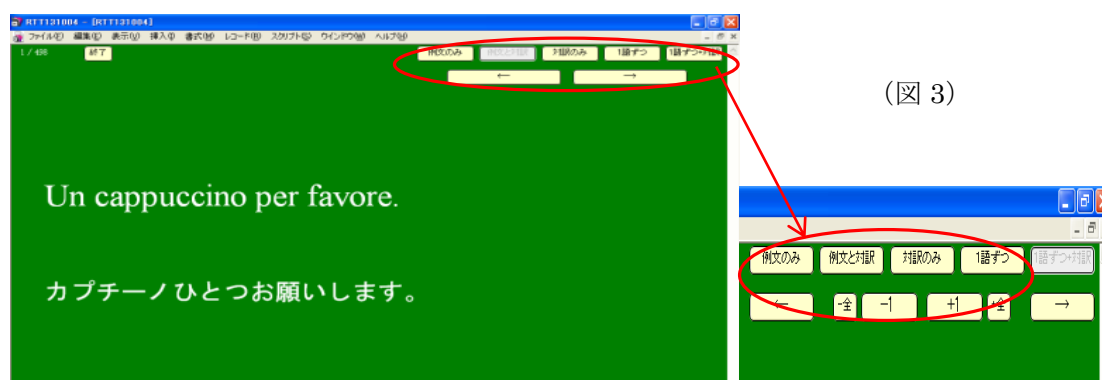 RTT131004 - [RTT131004]
ファイル(F) 編集(E) 表示(V) 挿入(I) 書式(M) レコード(R) スクリプト(S) ウインドウ(W) ヘルプ(H)
1 / 498 終了 例文のみ 例文と対訳 対訳のみ 1語ずつ 1語ずつ+対訳
← →
(図 3)
Un cappuccino per favore.
カプチーノひとつお願いします。
例文のみ 例文と対訳 対訳のみ 1語ずつ 1語ずつ+対訳
← -全 -1 +1 +全 →